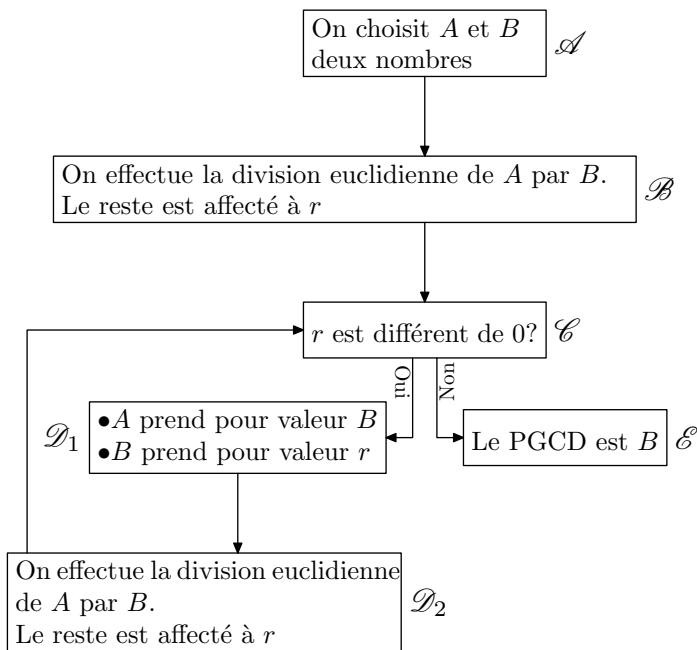 On choisit A et B
deux nombres
𝒜
On effectue la division euclidienne de A par B.
Le reste est affecté à r
ℬ
r est différent de 0?
𝒞
Oui
Non
𝒟1
●A prend pour valeur B
●B prend pour valeur r
Le PGCD est B
ℰ
On effectue la division euclidienne
de A par B.
Le reste est affecté à r
𝒟2